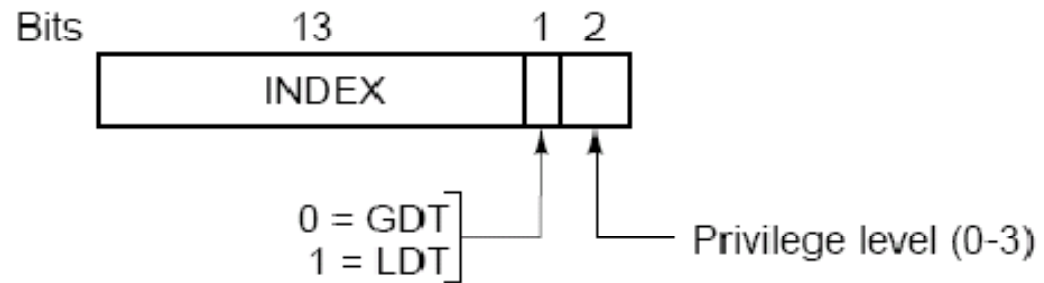 Bits 13 1 2
INDEX
0 = GDT
1 = LDT
Privilege level (0-3)